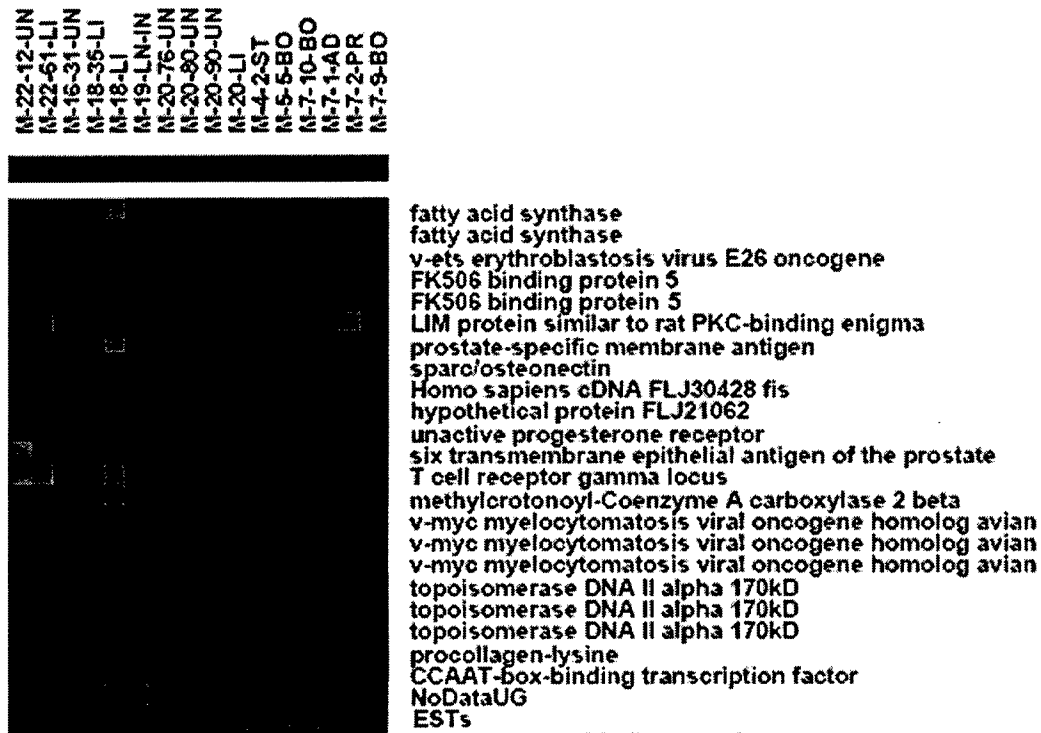 M-22-12-UN
M-22-61-LI
M-16-31-UN
M-18-35-LI
M-18-LI
M-19-LN-IN
M-20-76-UN
M-20-80-UN
M-20-90-UN
M-20-LI
M-4-2-ST
M-5-5-BO
M-7-10-BO
M-7-1-AD
M-7-2-PR
M-7-9-BO
fatty acid synthase
fatty acid synthase
v-ets erythroblastosis virus E26 oncogene
FK506 binding protein 5
FK506 binding protein 5
LIM protein similar to rat PKC-binding enigma
prostate-specific membrane antigen
sparc/osteonectin
Homo sapiens cDNA FLJ30428 fis
hypothetical protein FLJ21062
unactive progesterone receptor
six transmembrane epithelial antigen of the prostate
T cell receptor gamma locus
methylcrotonoyl-Coenzyme A carboxylase 2 beta
v-myc myelocytomatosis viral oncogene homolog avian
v-myc myelocytomatosis viral oncogene homolog avian
v-myc myelocytomatosis viral oncogene homolog avian
topoisomerase DNA II alpha 170kD
topoisomerase DNA II alpha 170kD
topoisomerase DNA II alpha 170kD
procollagen-lysine
CCAAT-box-binding transcription factor
NoDataUG
ESTs